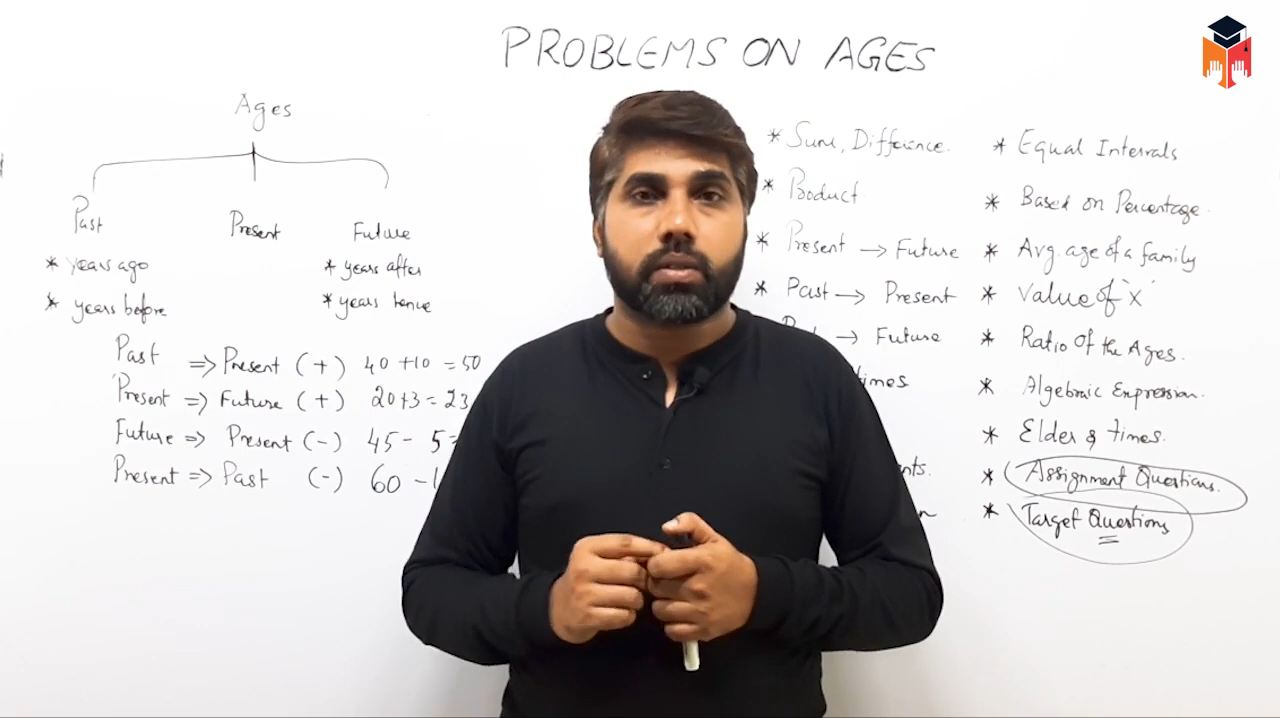 PROBLEMS ON AGES
Ages
Past Present Future
* years ago
* years before
* years after
* years hence
Past ⇒ Present (+) 40 + 10 = 50
Present ⇒ Future (+) 20 + 3 = 23
Future ⇒ Present (-) 45 - 5 =
Present ⇒ Past (-) 60 -
* Sum, Difference.
* Product
* Present → Future
* Past → Present
→ Future
times
* Equal Intervals
* Based on Percentage.
* Avg. age of a family
* Value of 'x'
* Ratio Of the Ages.
* Algebraic Expression.
* Elder & times.
* Assignment Questions.
* Target Questions